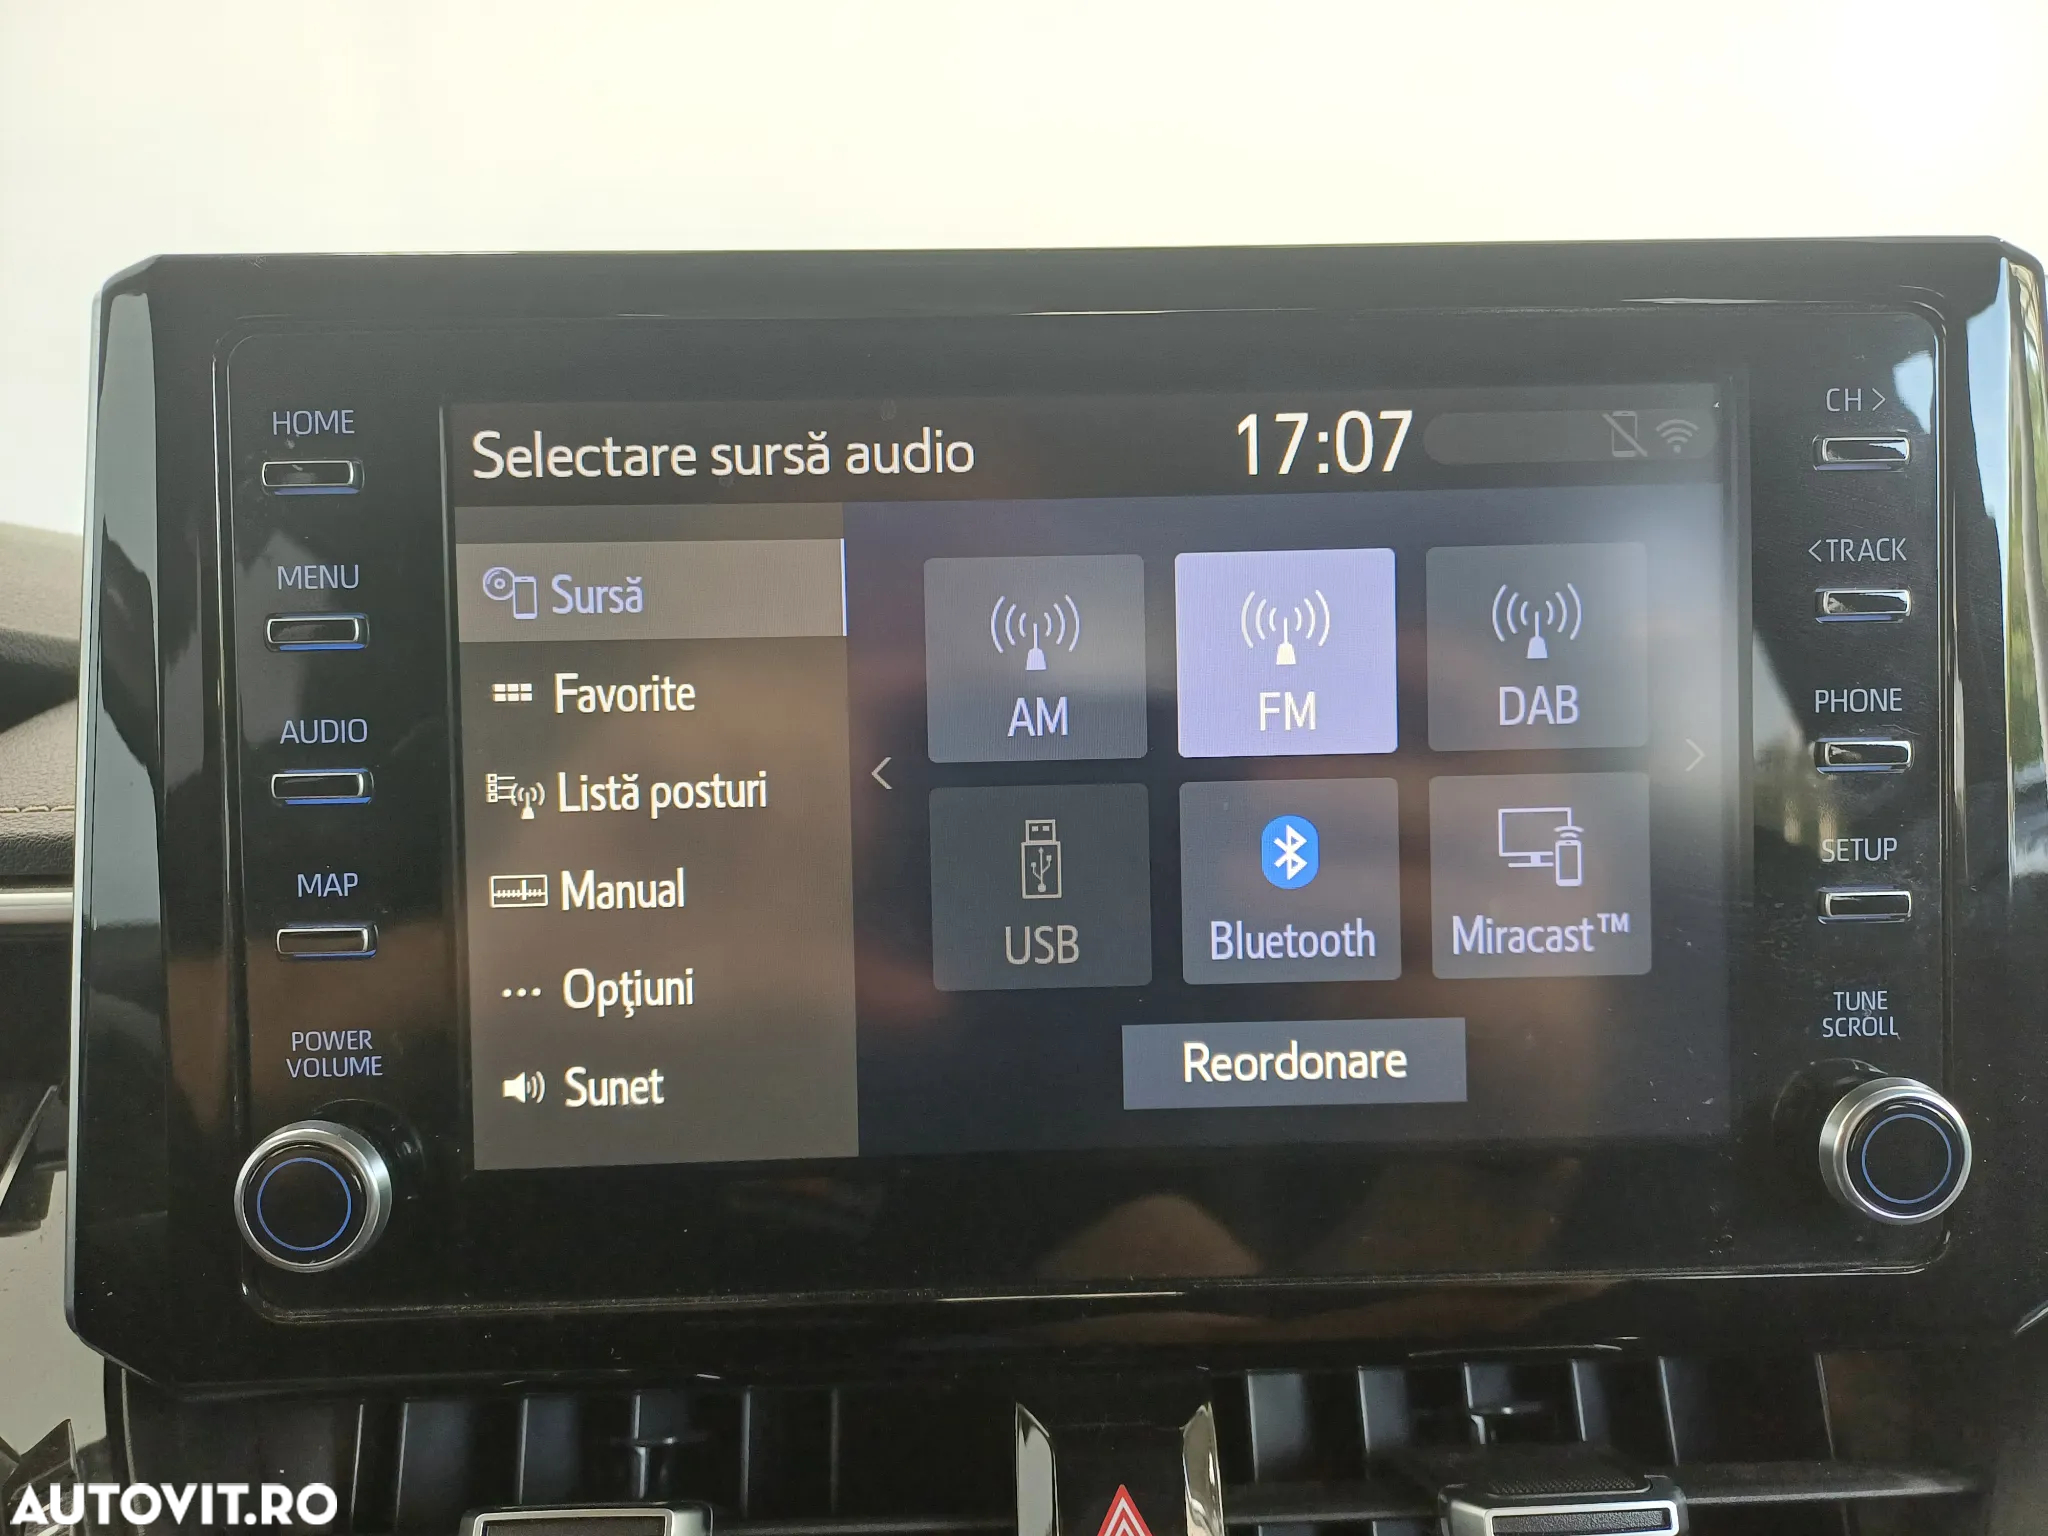 HOME
MENU
AUDIO
MAP
POWER
VOLUME
Selectare sursă audio
17:07
Sursă
Favorite
Listă posturi
Manual
Opţiuni
Sunet
AM
FM
DAB
USB
Bluetooth
Miracast™
Reordonare
CH >
<TRACK
PHONE
SETUP
TUNE
SCROLL
AUTOVIT.RO